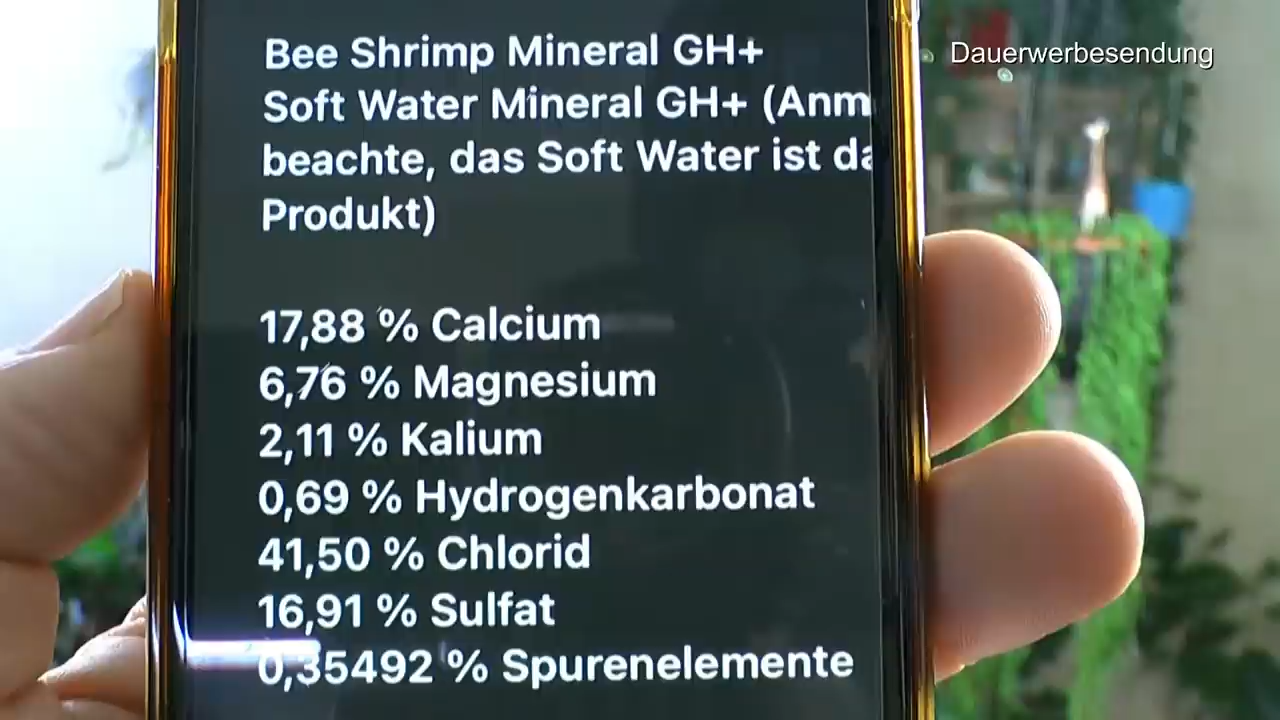 Bee Shrimp Mineral GH+
Dauerwerbesendung
Soft Water Mineral GH+ (Anm
beachte, das Soft Water ist da
Produkt)
17,88 % Calcium
6,76 % Magnesium
2,11 % Kalium
0,69 % Hydrogenkarbonat
41,50 % Chlorid
16,91 % Sulfat
0,35492 % Spurenelemente